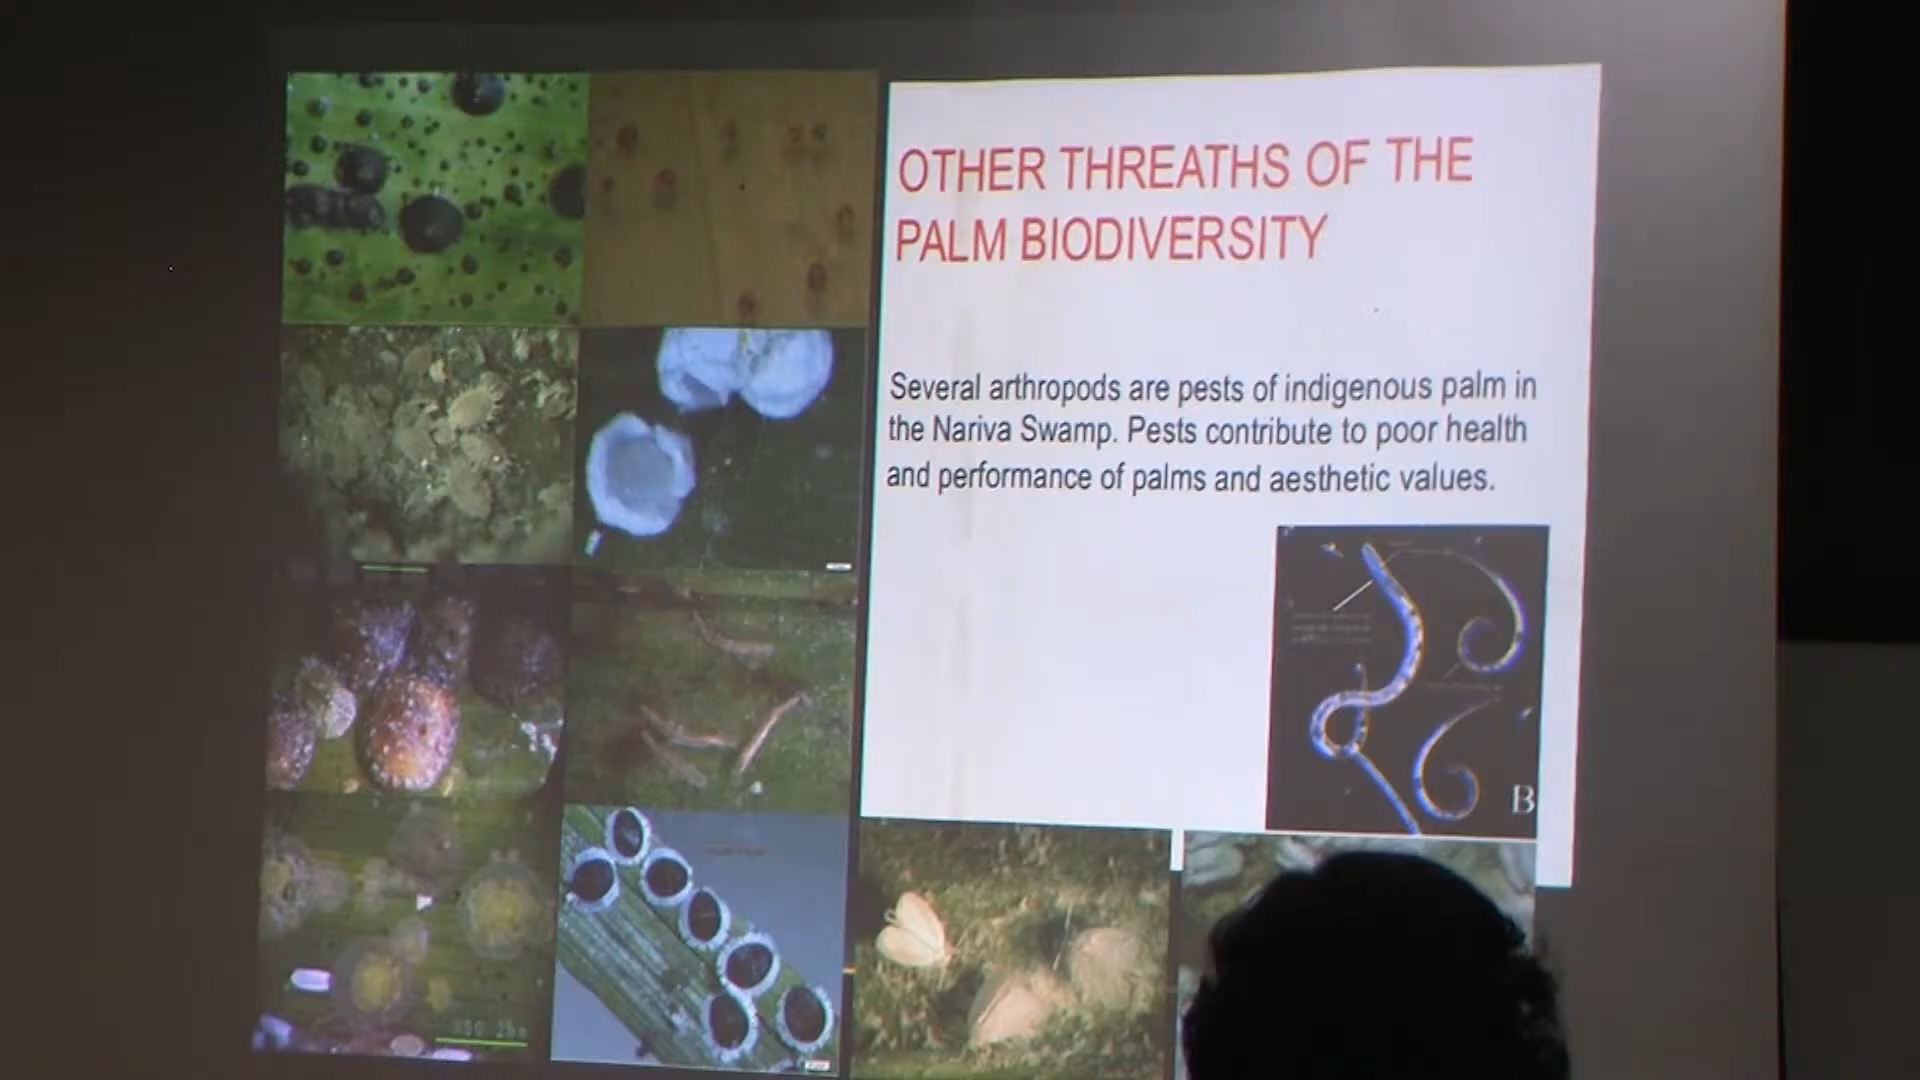 OTHER THREATHS OF THE
PALM BIODIVERSITY
Several arthropods are pests of indigenous palm in
the Nariva Swamp. Pests contribute to poor health
and performance of palms and aesthetic values.
B